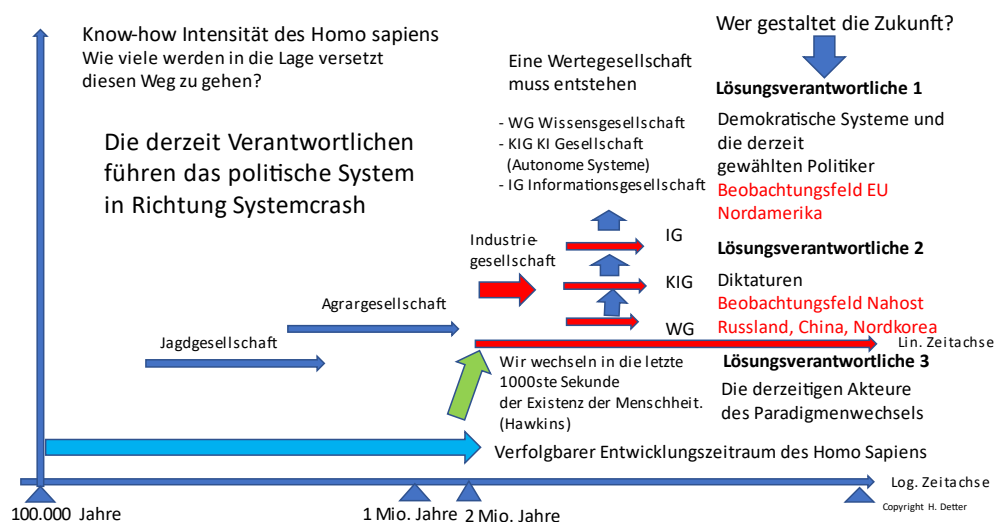 Know-how Intensität des Homo sapiens
Wie viele werden in die Lage versetzt
diesen Weg zu gehen?
Die derzeit Verantwortlichen
führen das politische System
in Richtung Systemcrash
Eine Wertegesellschaft
muss entstehen
- WG Wissensgesellschaft
- KIG KI Gesellschaft
(Autonome Systeme)
- IG Informationsgesellschaft
Wer gestaltet die Zukunft?
Lösungsverantwortliche 1
Demokratische Systeme und
die derzeit
gewählten Politiker
Beobachtungsfeld EU
Nordamerika
Lösungsverantwortliche 2
Diktaturen
Beobachtungsfeld Nahost
Russland, China, Nordkorea
Lin. Zeitachse
Lösungsverantwortliche 3
Die derzeitigen Akteure
des Paradigmenwechsels
Industrie-
gesellschaft
IG
KIG
WG
Agrargesellschaft
Jagdgesellschaft
Wir wechseln in die letzte
1000ste Sekunde
der Existenz der Menschheit.
(Hawkins)
Verfolgbarer Entwicklungszeitraum des Homo Sapiens
Log. Zeitachse
Copyright H. Detter
100.000 Jahre
1 Mio. Jahre
2 Mio. Jahre